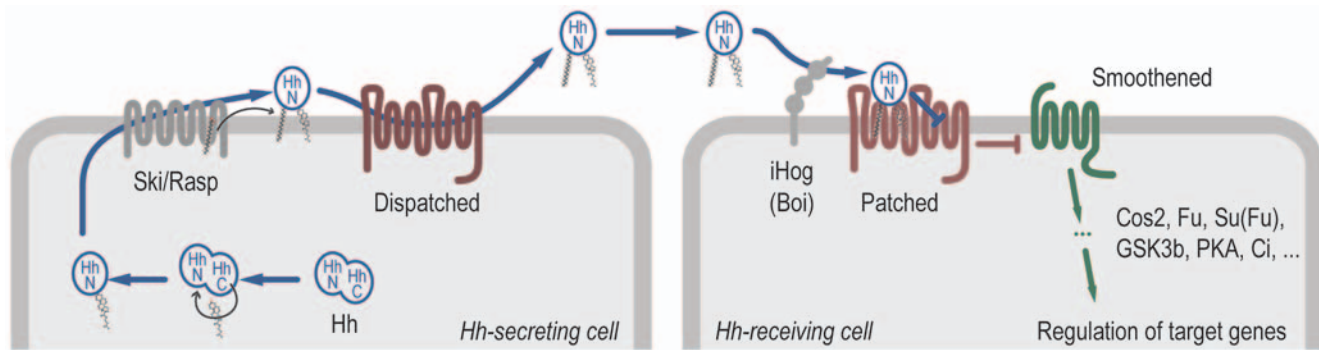 Hh
N
Hh
N
Hh
N
Hh
N
Smoothened
Ski/Rasp
Dispatched
iHog
(Boi)
Patched
Cos2, Fu, Su(Fu),
GSK3b, PKA, Ci, ...
...
Hh
N
Hh
N
Hh
C
Hh
N
Hh
C
Hh
Hh-secreting cell
Hh-receiving cell
Regulation of target genes